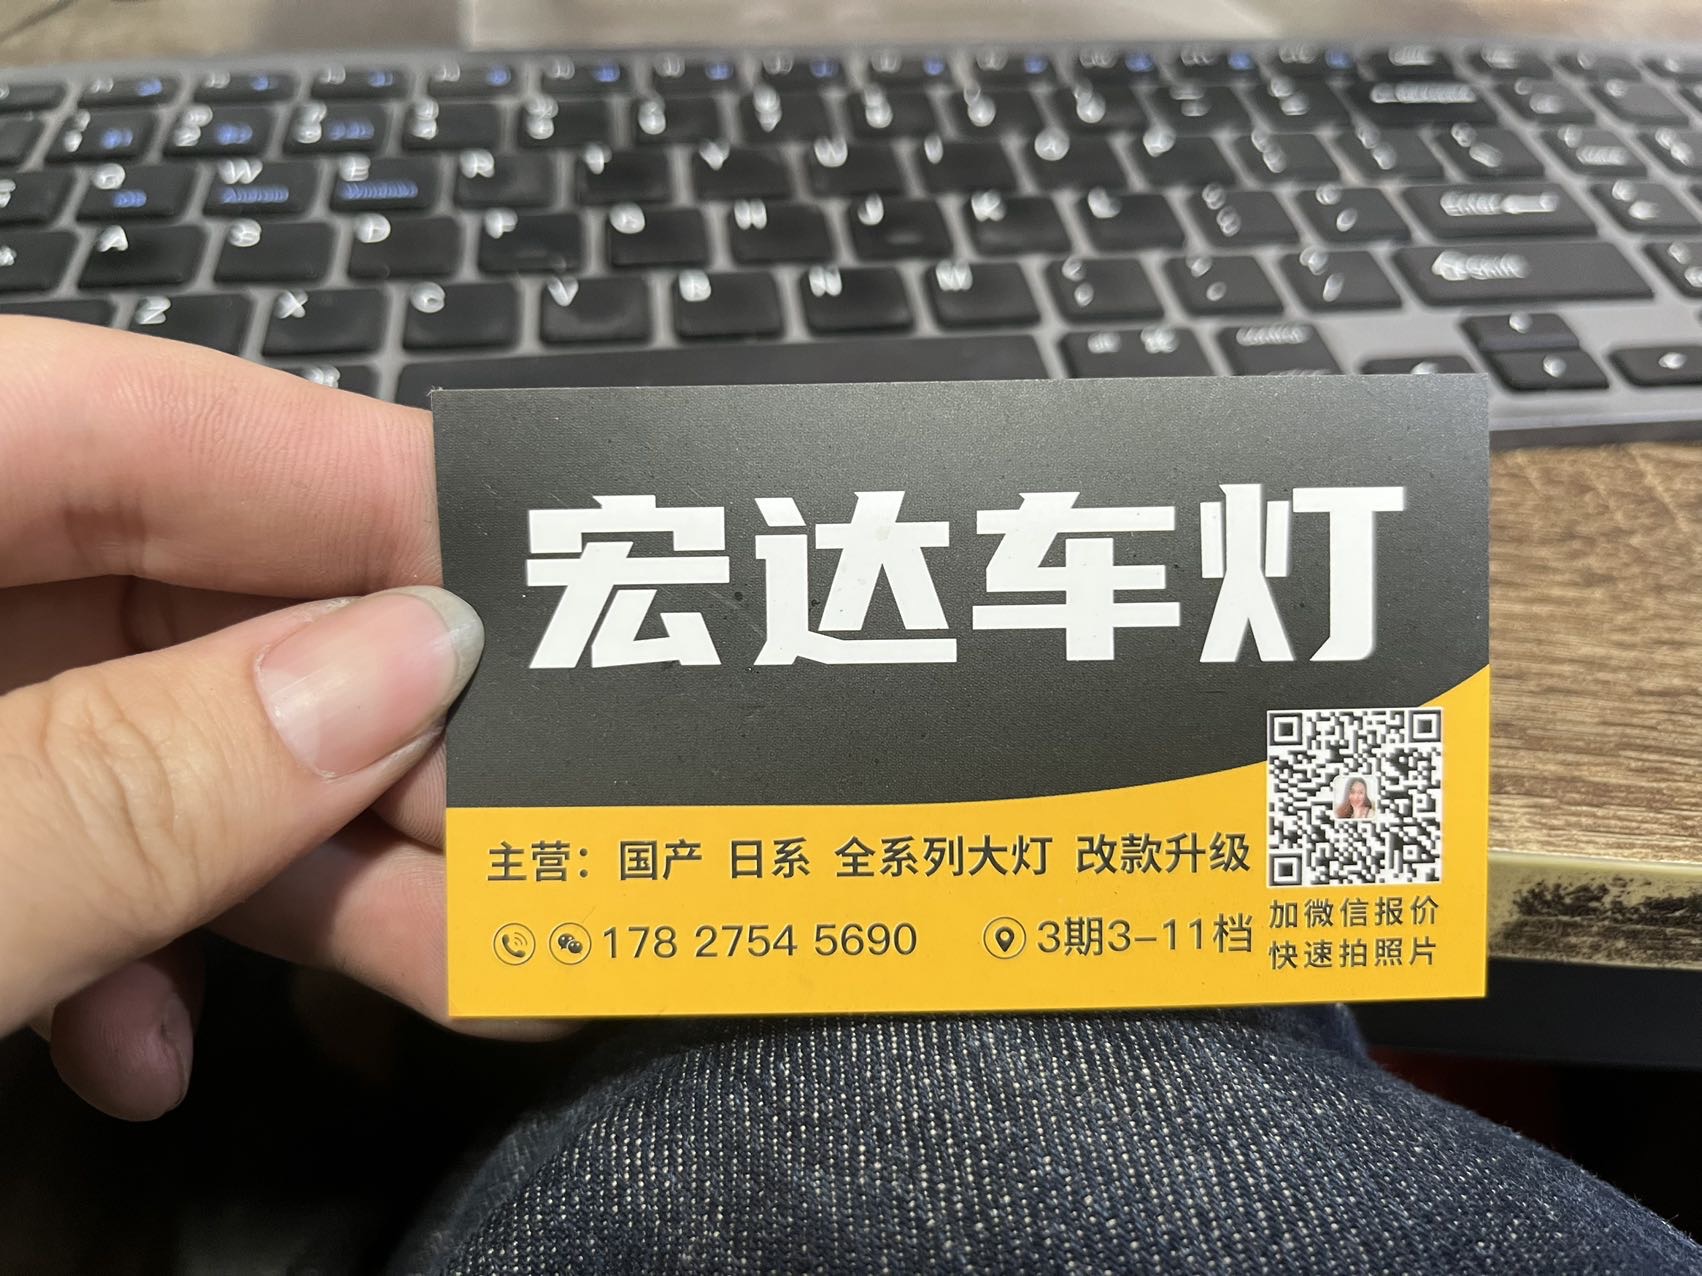 Q W E R T Y U I O P
A S D F G H J K L
Z X C V B N M
宏达车灯
主营：国产 日系 全系列大灯 改款升级
178 2754 5690 3期3-11档
加微信报价
快速拍照片